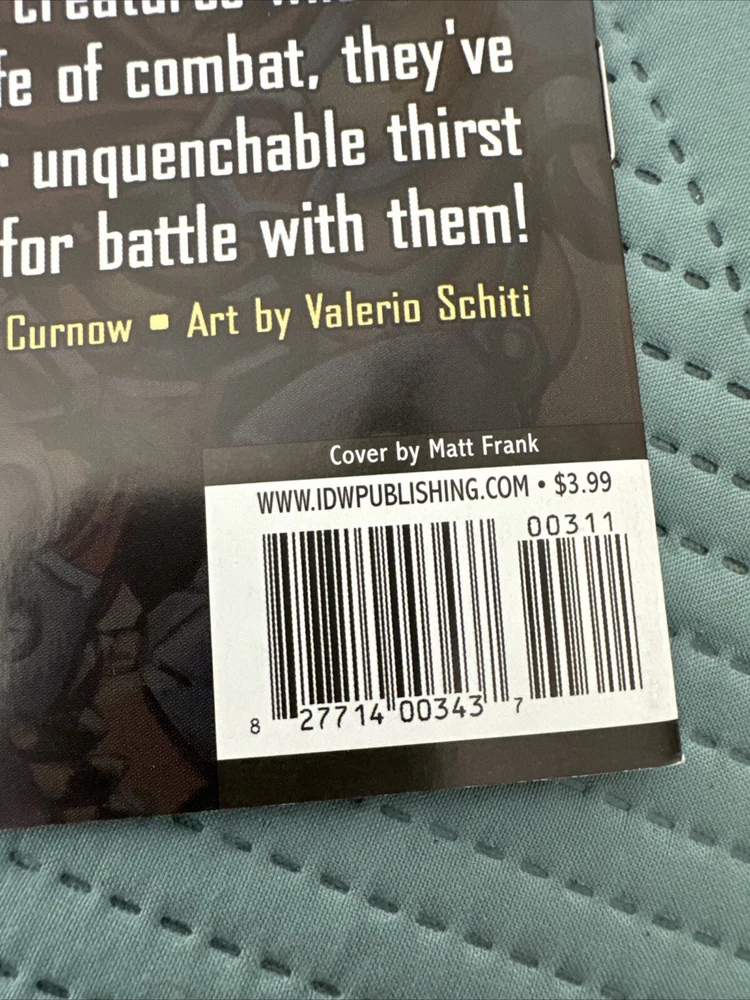 creatures
of combat, they've
unquenchable thirst
for battle with them!
Curnow ▪ Art by Valerio Schiti
Cover by Matt Frank
WWW.IDWPUBLISHING.COM • $3.99
00311
8 27714 00343 7